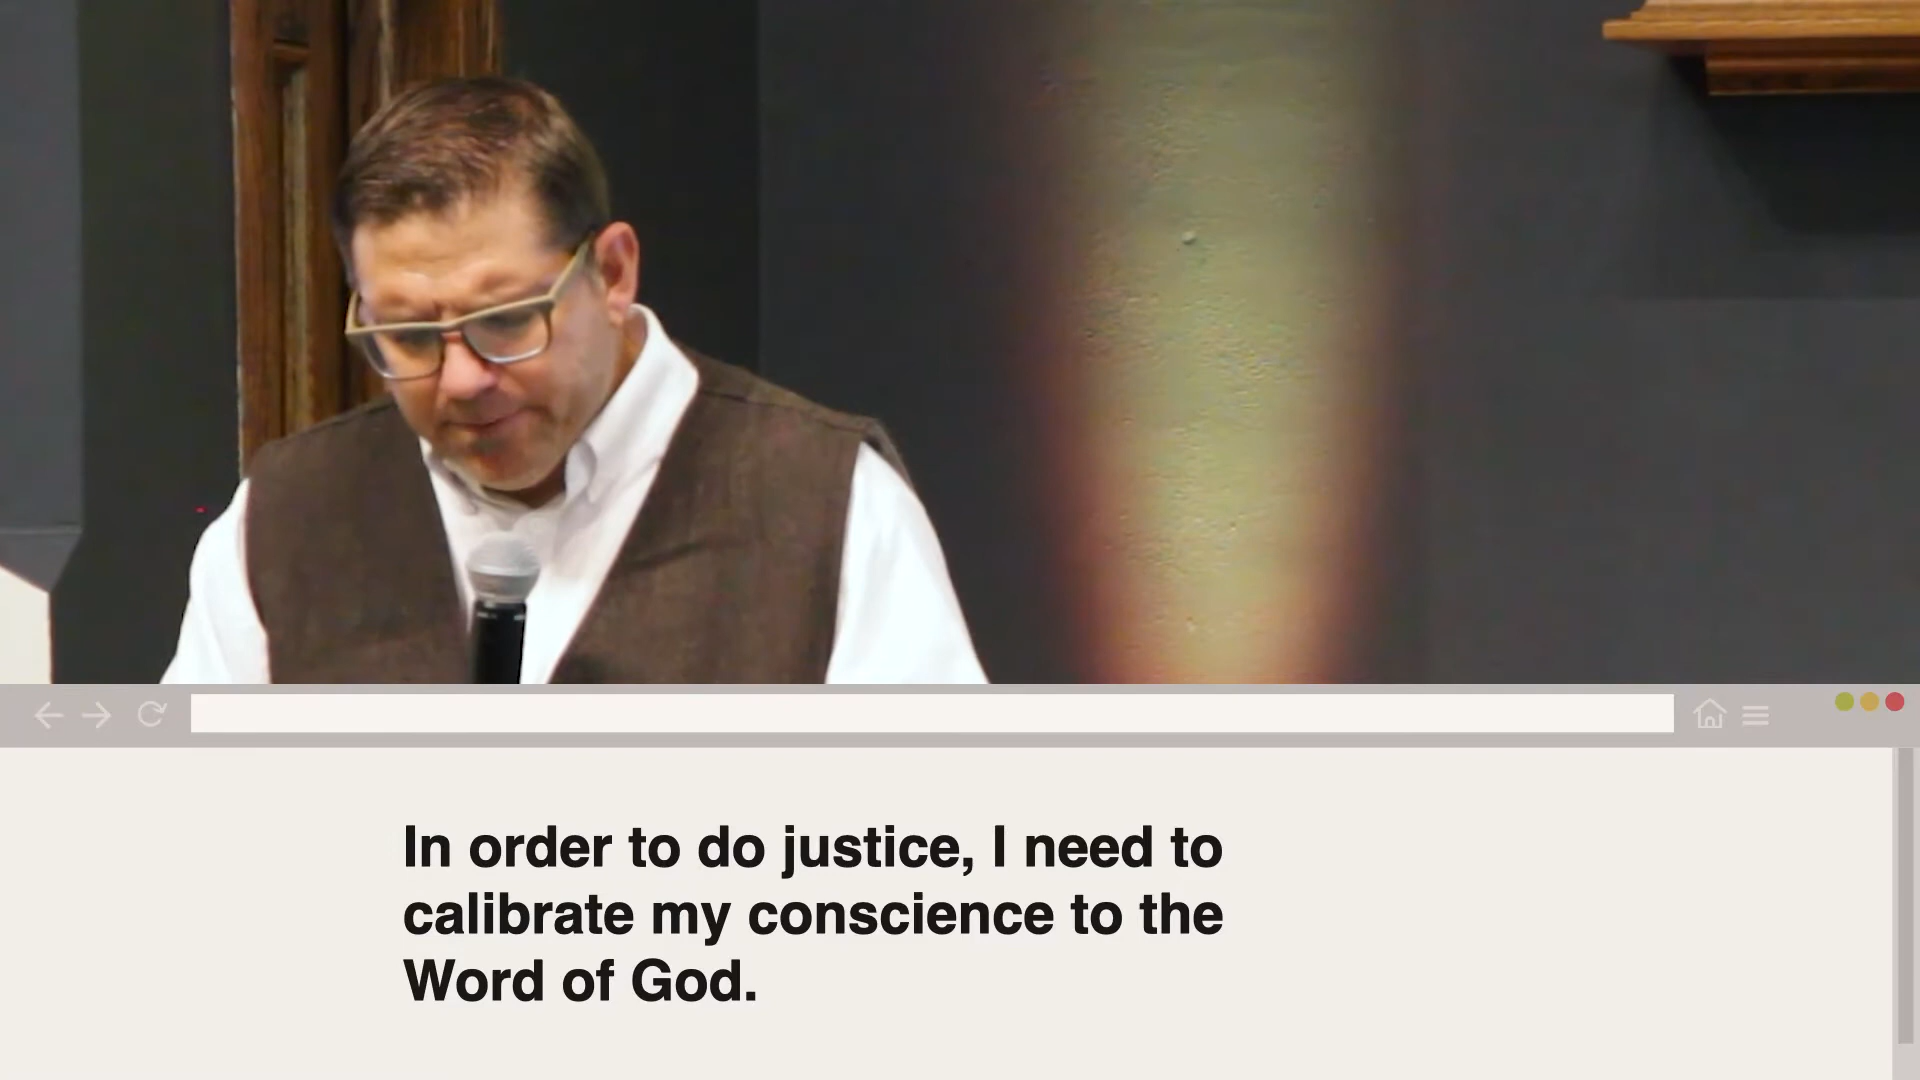 In order to do justice, I need to
calibrate my conscience to the
Word of God.